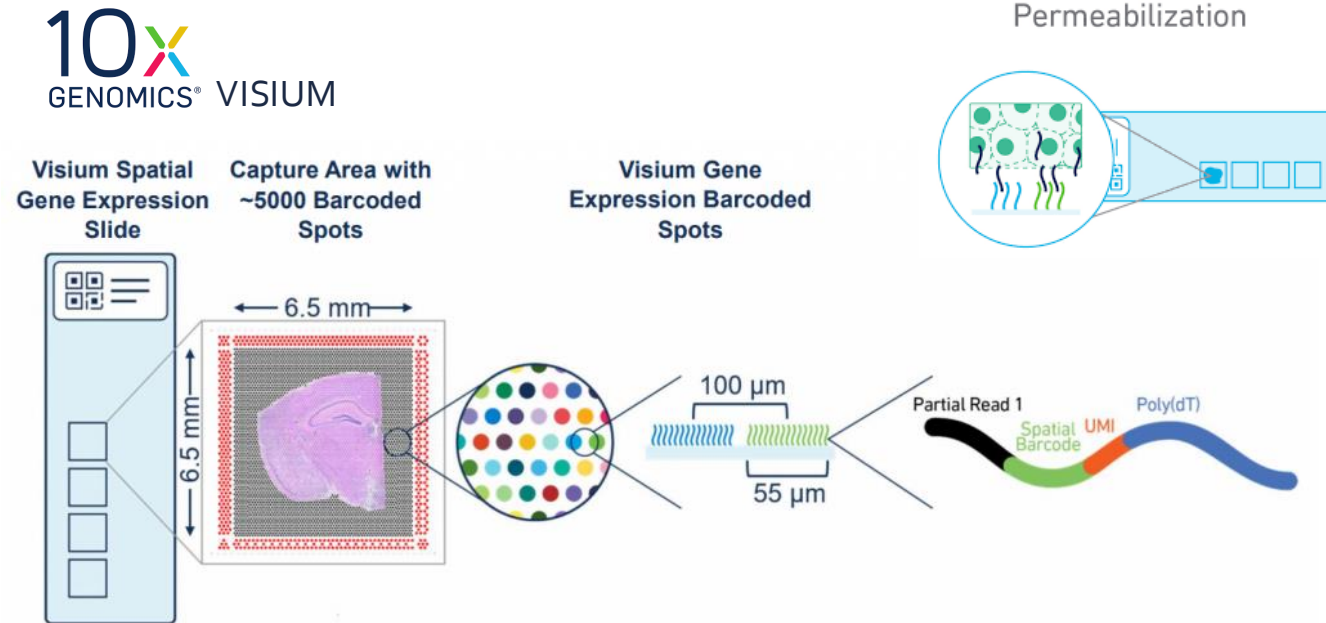 10x
GENOMICS® VISIUM
Permeabilization
Visium Spatial
Gene Expression
Slide
Capture Area with
~5000 Barcoded
Spots
Visium Gene
Expression Barcoded
Spots
6.5 mm
6.5 mm
100 µm
55 µm
Partial Read 1
Spatial
Barcode
UMI
Poly(dT)